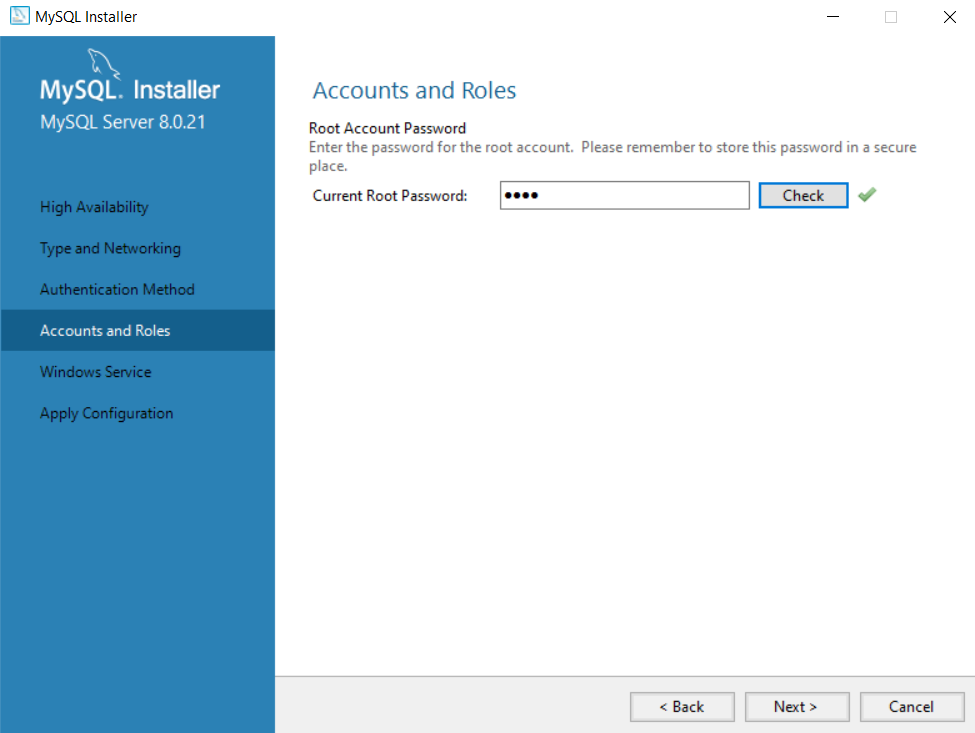 MySQL Installer
MySQL. Installer
MySQL Server 8.0.21
High Availability
Type and Networking
Authentication Method
Accounts and Roles
Windows Service
Apply Configuration
Accounts and Roles
Root Account Password
Enter the password for the root account. Please remember to store this password in a secure
place.
Current Root Password: •••• Check
< Back Next > Cancel